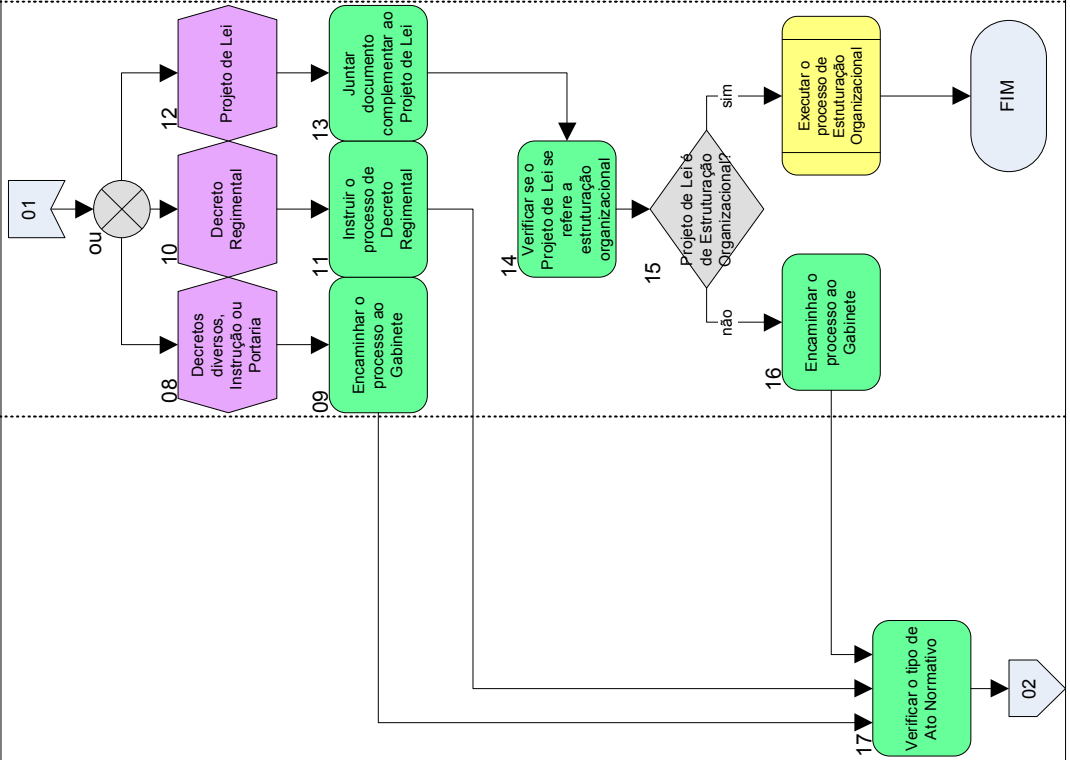 01
ou
08
Decretos
diversos,
Instrução ou
Portaria
10
Decreto
Regimental
12
Projeto de Lei
09
Encaminhar o
processo ao
Gabinete
11
Instruir o
processo de
Decreto
Regimental
13
Juntar
documento
complementar ao
Projeto de Lei
14
Verificar se o
Projeto de Lei se
refere a
estruturação
organizacional
15
Projeto de Lei é
de Estruturação
Organizacional?
não
sim
16
Encaminhar o
processo ao
Gabinete
Executar o
processo de
Estruturação
Organizacional
FIM
17
Verificar o tipo de
Ato Normativo
02